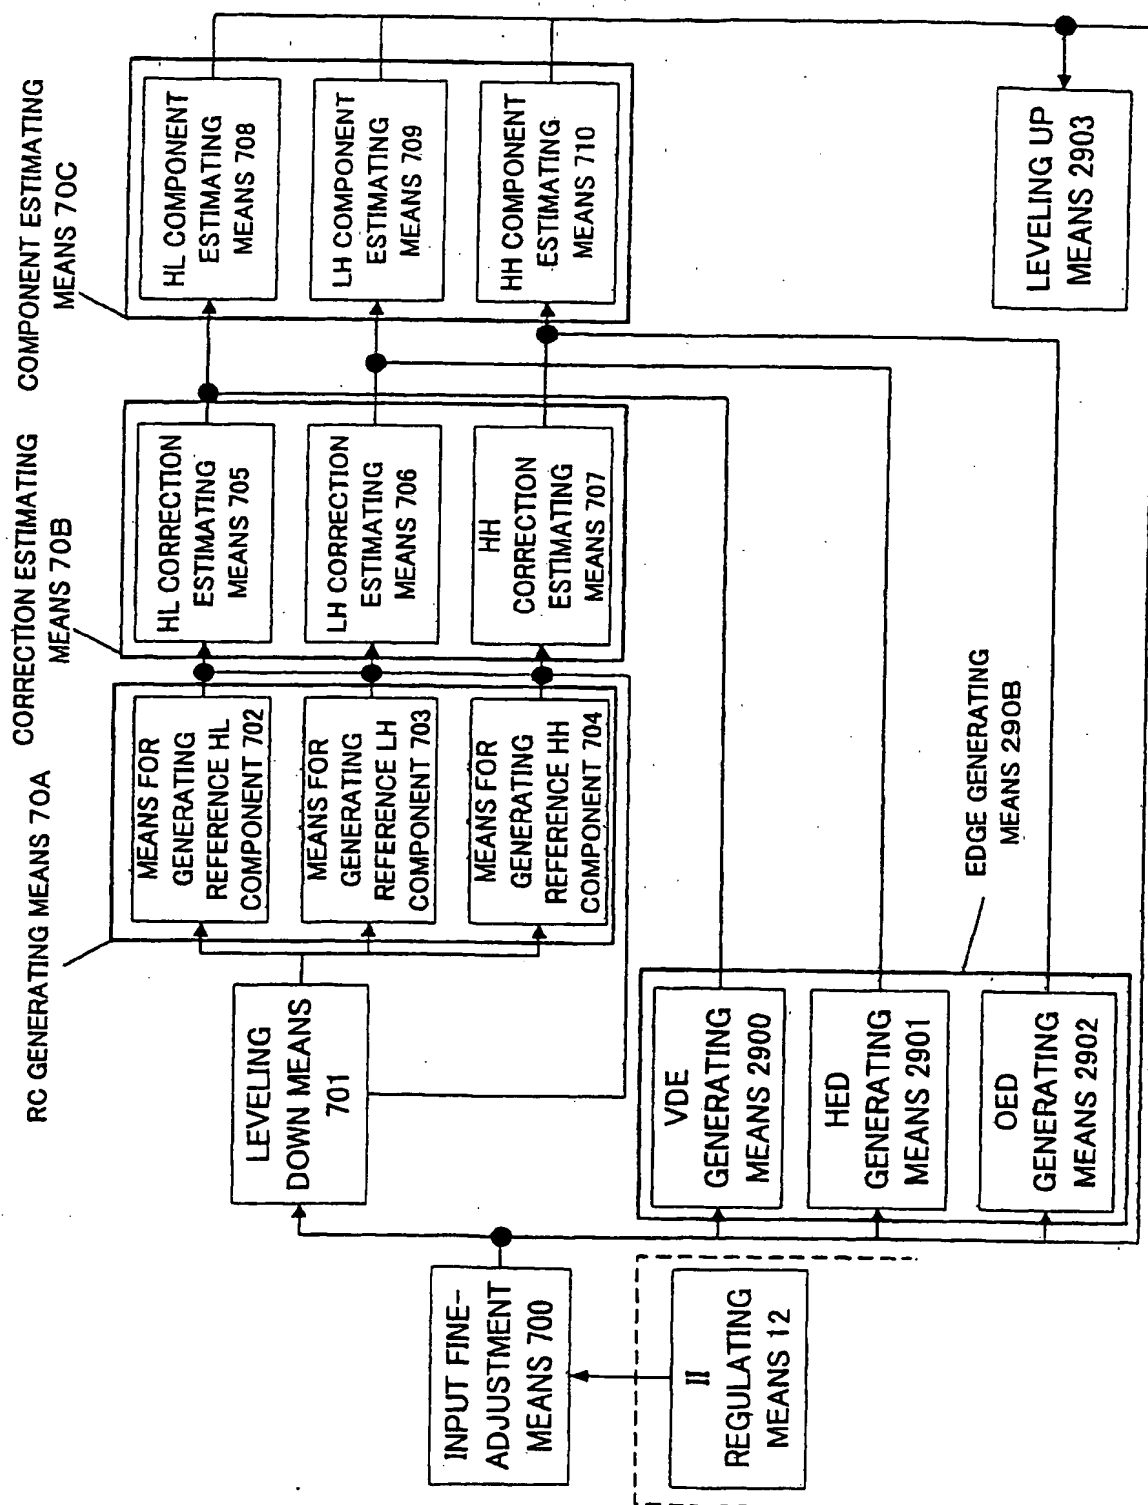 RC GENERATING MEANS 70A
CORRECTION ESTIMATING
MEANS 70B
COMPONENT ESTIMATING
MEANS 70C
MEANS FOR
GENERATING
REFERENCE HL
COMPONENT 702
HL CORRECTION
ESTIMATING
MEANS 705
HL COMPONENT
ESTIMATING
MEANS 708
LEVELING
DOWN MEANS
701
MEANS FOR
GENERATING
REFERENCE LH
COMPONENT 703
LH CORRECTION
ESTIMATING
MEANS 706
LH COMPONENT
ESTIMATING
MEANS 709
MEANS FOR
GENERATING
REFERENCE HH
COMPONENT 704
HH
CORRECTION
ESTIMATING
MEANS 707
HH COMPONENT
ESTIMATING
MEANS 710
INPUT FINE-
ADJUSTMENT
MEANS 700
VDE
GENERATING
MEANS 2900
HED
GENERATING
MEANS 2901
OED
GENERATING
MEANS 2902
EDGE GENERATING
MEANS 290B
II
REGULATING
MEANS 12
LEVELING UP
MEANS 2903